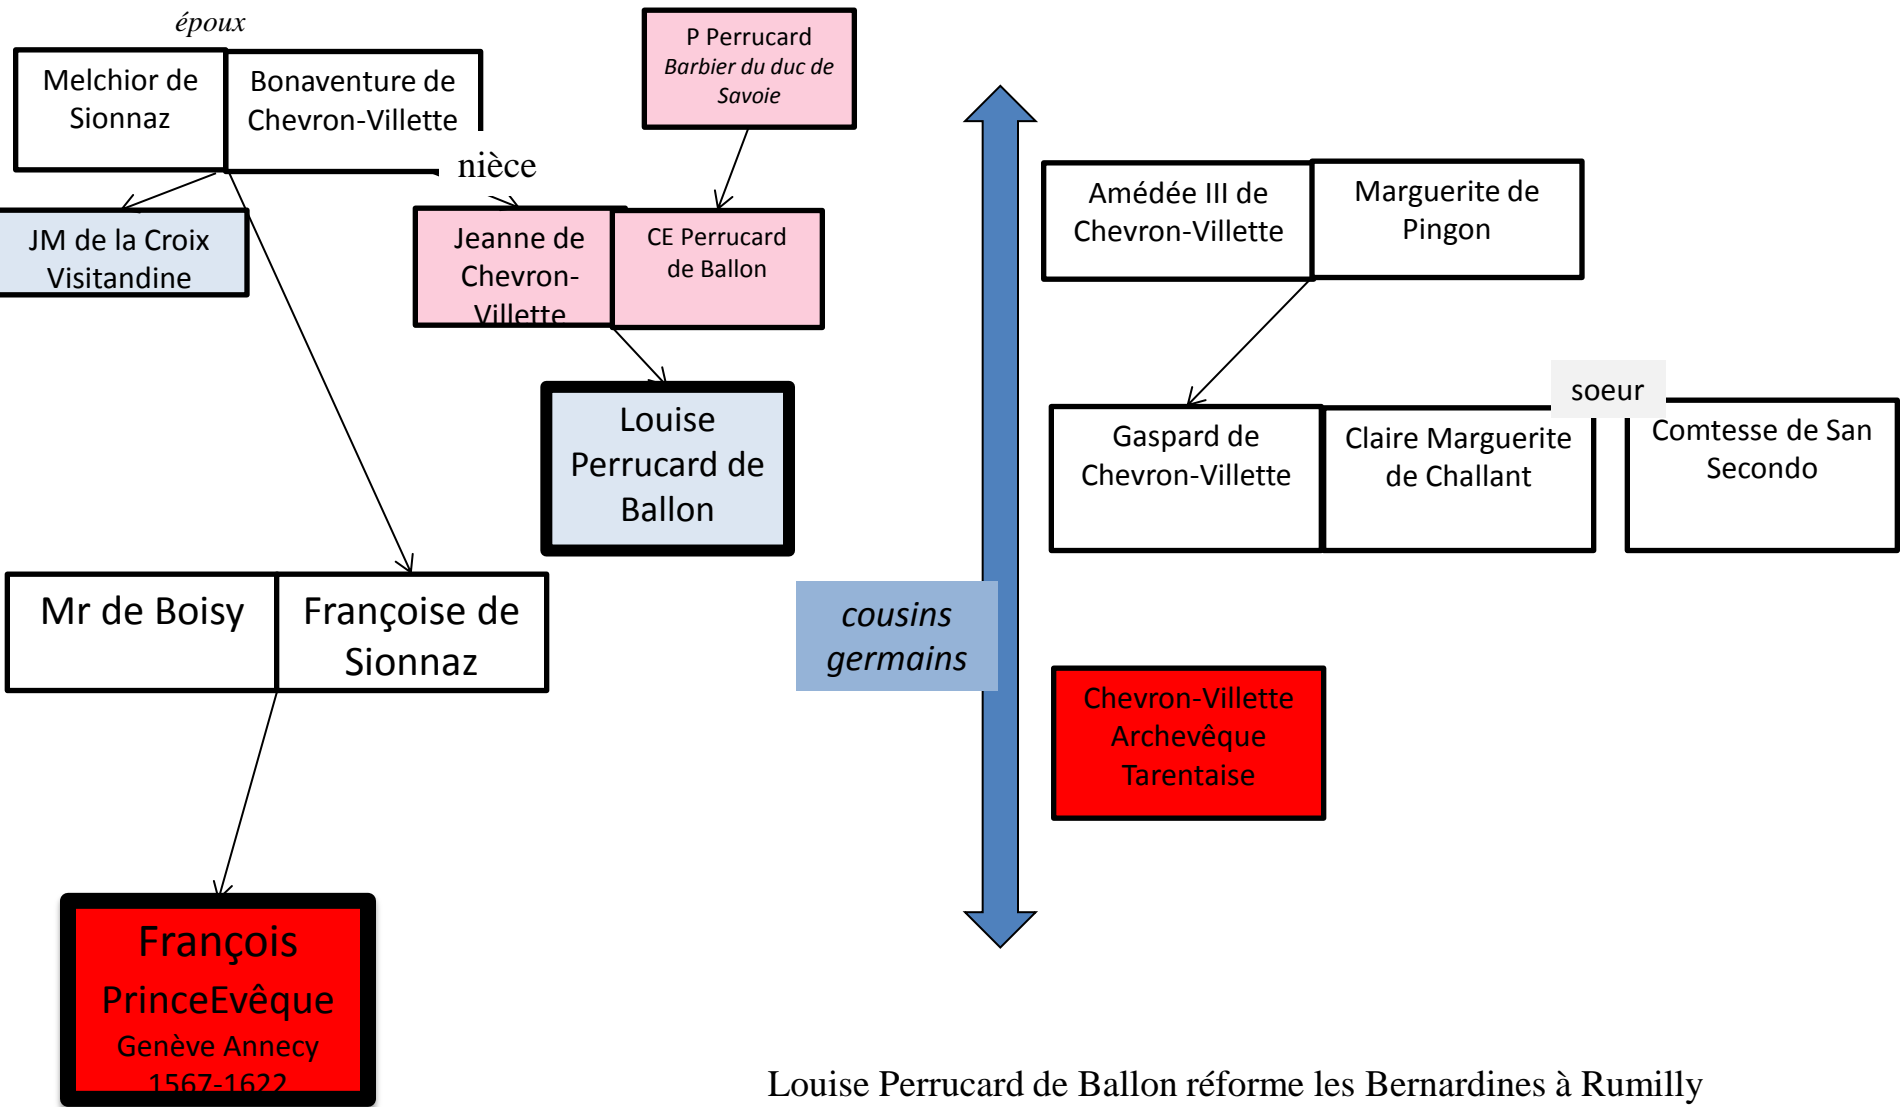 époux
Melchior de
Sionnaz
Bonaventure de
Chevron-Villette
P Perrucard
Barbier du duc de
Savoie
nièce
JM de la Croix
Visitandine
Jeanne de
Chevron-
Villette
CE Perrucard
de Ballon
Louise
Perrucard de
Ballon
Mr de Boisy
Françoise de
Sionnaz
François
PrinceEvêque
Genève Annecy
1567-1622
cousins
germains
Amédée III de
Chevron-Villette
Marguerite de
Pingon
soeur
Gaspard de
Chevron-Villette
Claire Marguerite
de Challant
Comtesse de San
Secondo
Chevron-Villette
Archevêque
Tarentaise
Louise Perrucard de Ballon réforme les Bernardines à Rumilly